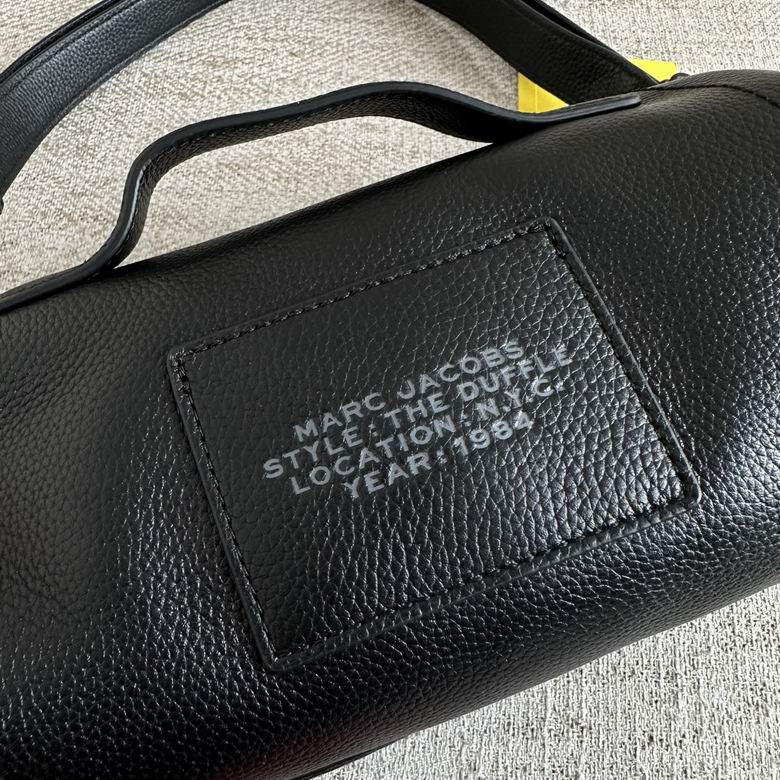 MARC JACOBS
STYLE: THE DUFFLE
LOCATION: N.Y.C.
YEAR: 1984